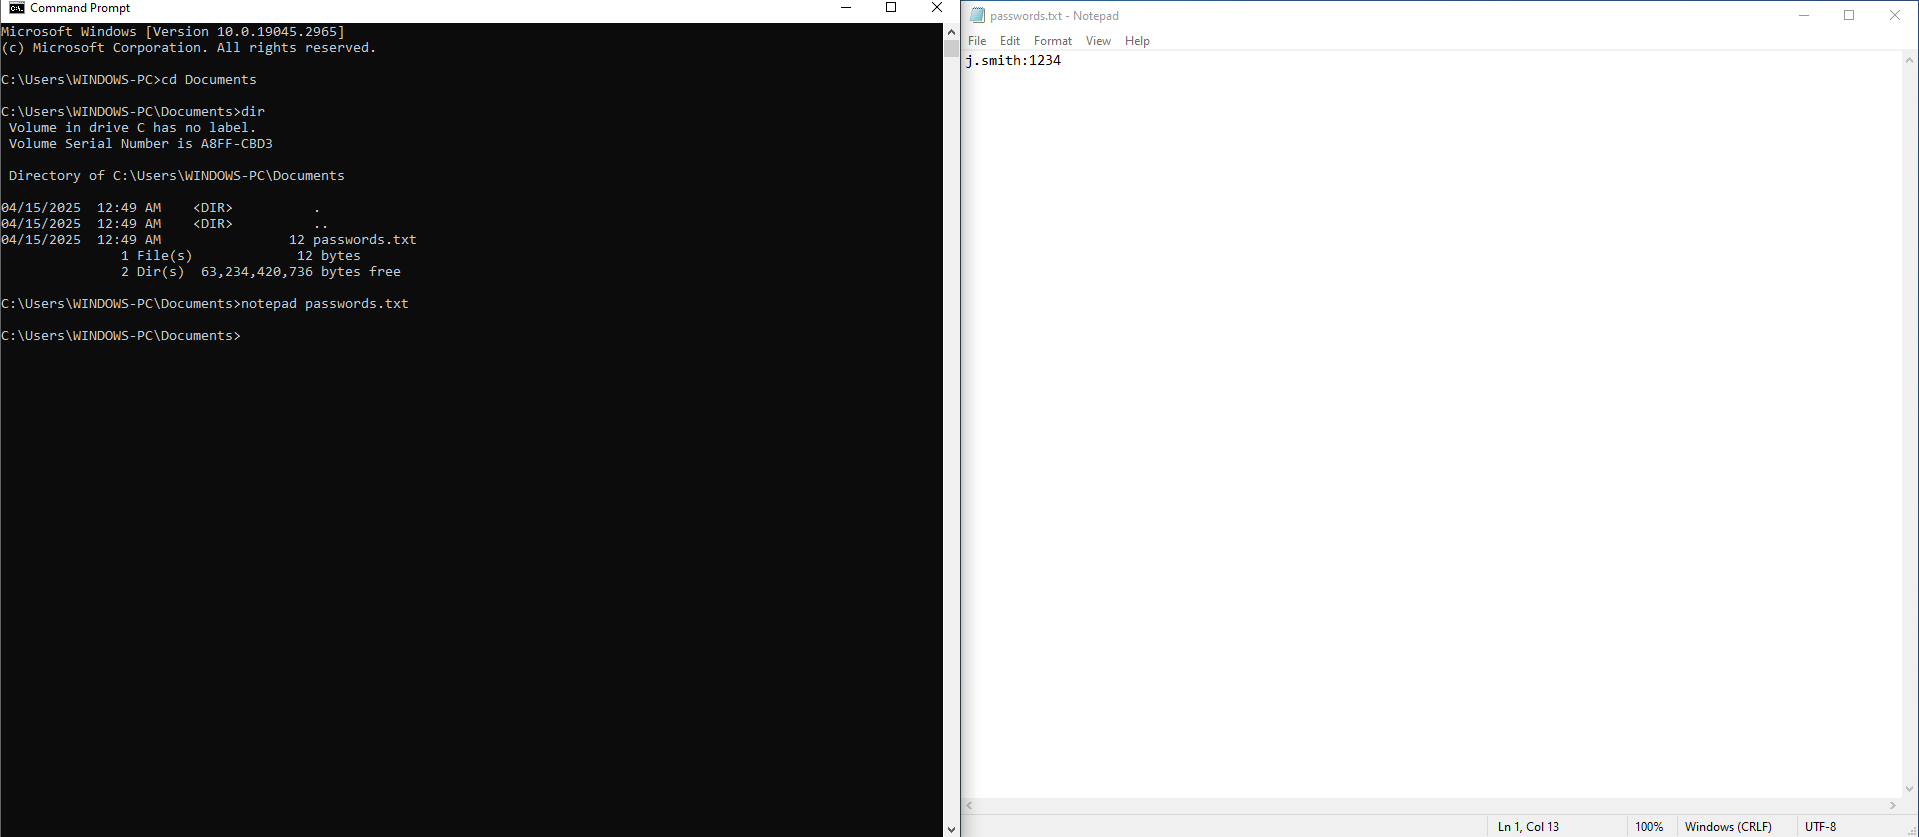 Command Prompt
Microsoft Windows [Version 10.0.19045.2965]
(c) Microsoft Corporation. All rights reserved.
C:\Users\WINDOWS-PC>cd Documents
C:\Users\WINDOWS-PC\Documents>dir
 Volume in drive C has no label.
 Volume Serial Number is A8FF-CBD3
 Directory of C:\Users\WINDOWS-PC\Documents
04/15/2025  12:49 AM    <DIR>          .
04/15/2025  12:49 AM    <DIR>          ..
04/15/2025  12:49 AM                12 passwords.txt
               1 File(s)             12 bytes
               2 Dir(s)  63,234,420,736 bytes free
C:\Users\WINDOWS-PC\Documents>notepad passwords.txt
C:\Users\WINDOWS-PC\Documents>
passwords.txt - Notepad
File Edit Format View Help
j.smith:1234
Ln 1, Col 13 100% Windows (CRLF) UTF-8